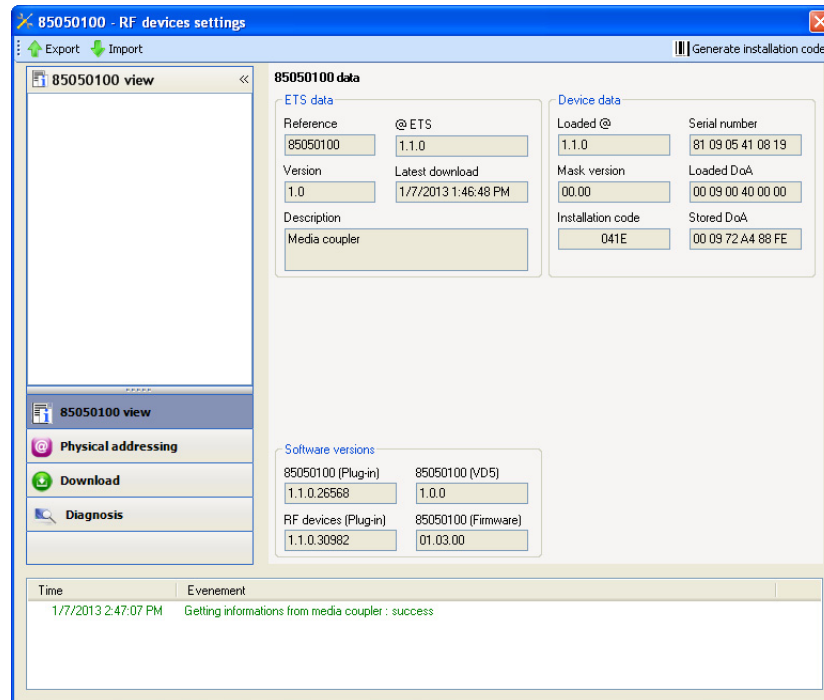 85050100 - RF devices settings
Export Import Generate installation code
85050100 view «
85050100 data
ETS data
Reference @ ETS
85050100 1.1.0
Version Latest download
1.0 1/7/2013 1:46:48 PM
Description
Media coupler
Device data
Loaded @ Serial number
1.1.0 81 09 05 41 08 19
Mask version Loaded DoA
00.00 00 09 00 40 00 00
Installation code Stored DoA
041E 00 09 72 A4 88 FE
85050100 view
Physical addressing
Download
Diagnosis
Software versions
85050100 (Plug-in) 85050100 (VD5)
1.1.0.26568 1.0.0
RF devices (Plug-in) 85050100 (Firmware)
1.1.0.30982 01.03.00
Time Evenement
1/7/2013 2:47:07 PM Getting informations from media coupler : success